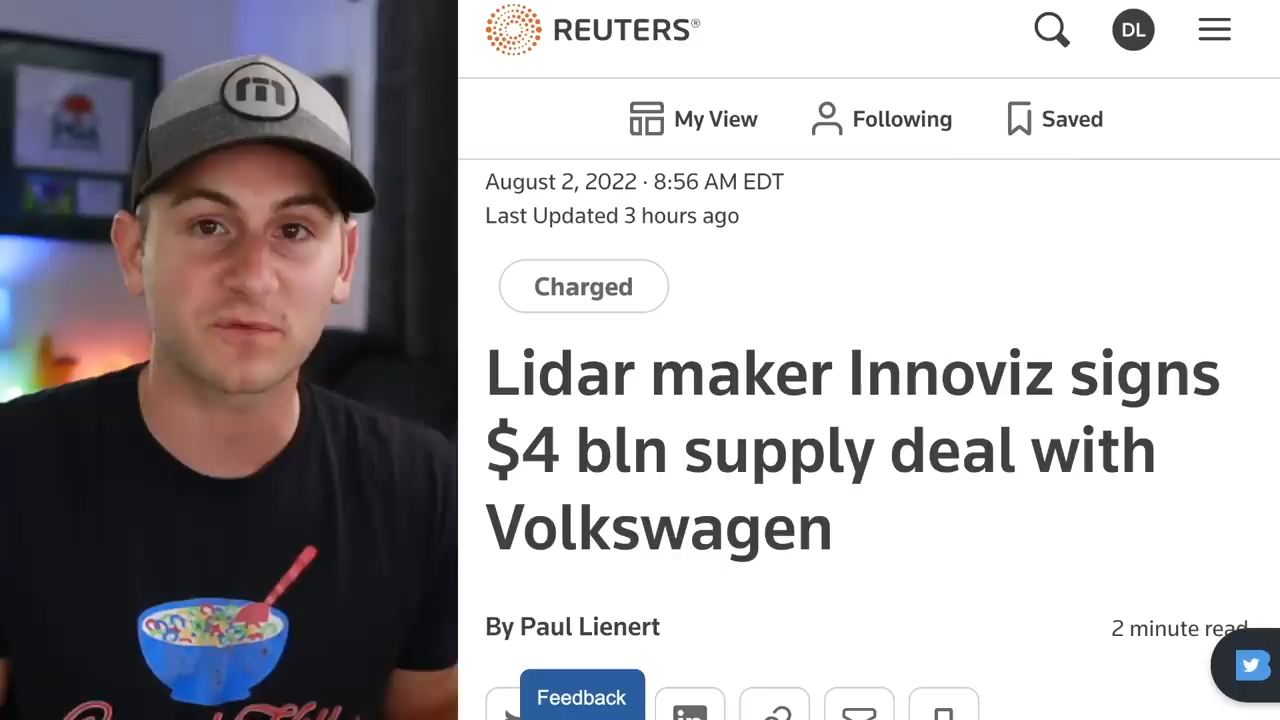 REUTERS®
DL
My View
Following
Saved
August 2, 2022 · 8:56 AM EDT
Last Updated 3 hours ago
Charged
Lidar maker Innoviz signs
$4 bln supply deal with
Volkswagen
By Paul Lienert
2 minute read
Feedback